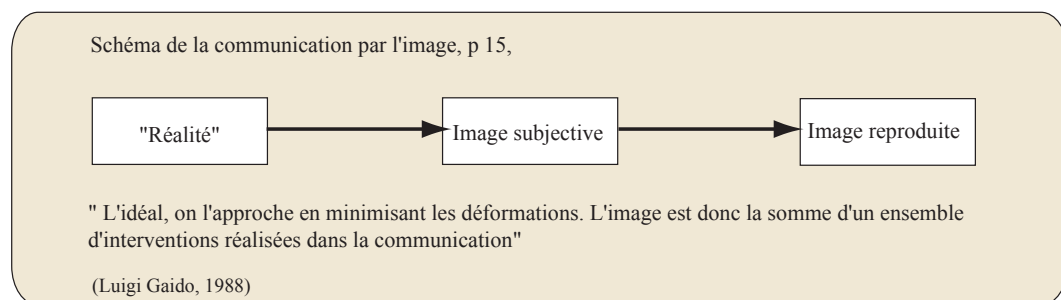 Schéma de la communication par l'image, p 15,
"Réalité"
Image subjective
Image reproduite
" L'idéal, on l'approche en minimisant les déformations. L'image est donc la somme d'un ensemble
d'interventions réalisées dans la communication"
(Luigi Gaido, 1988)